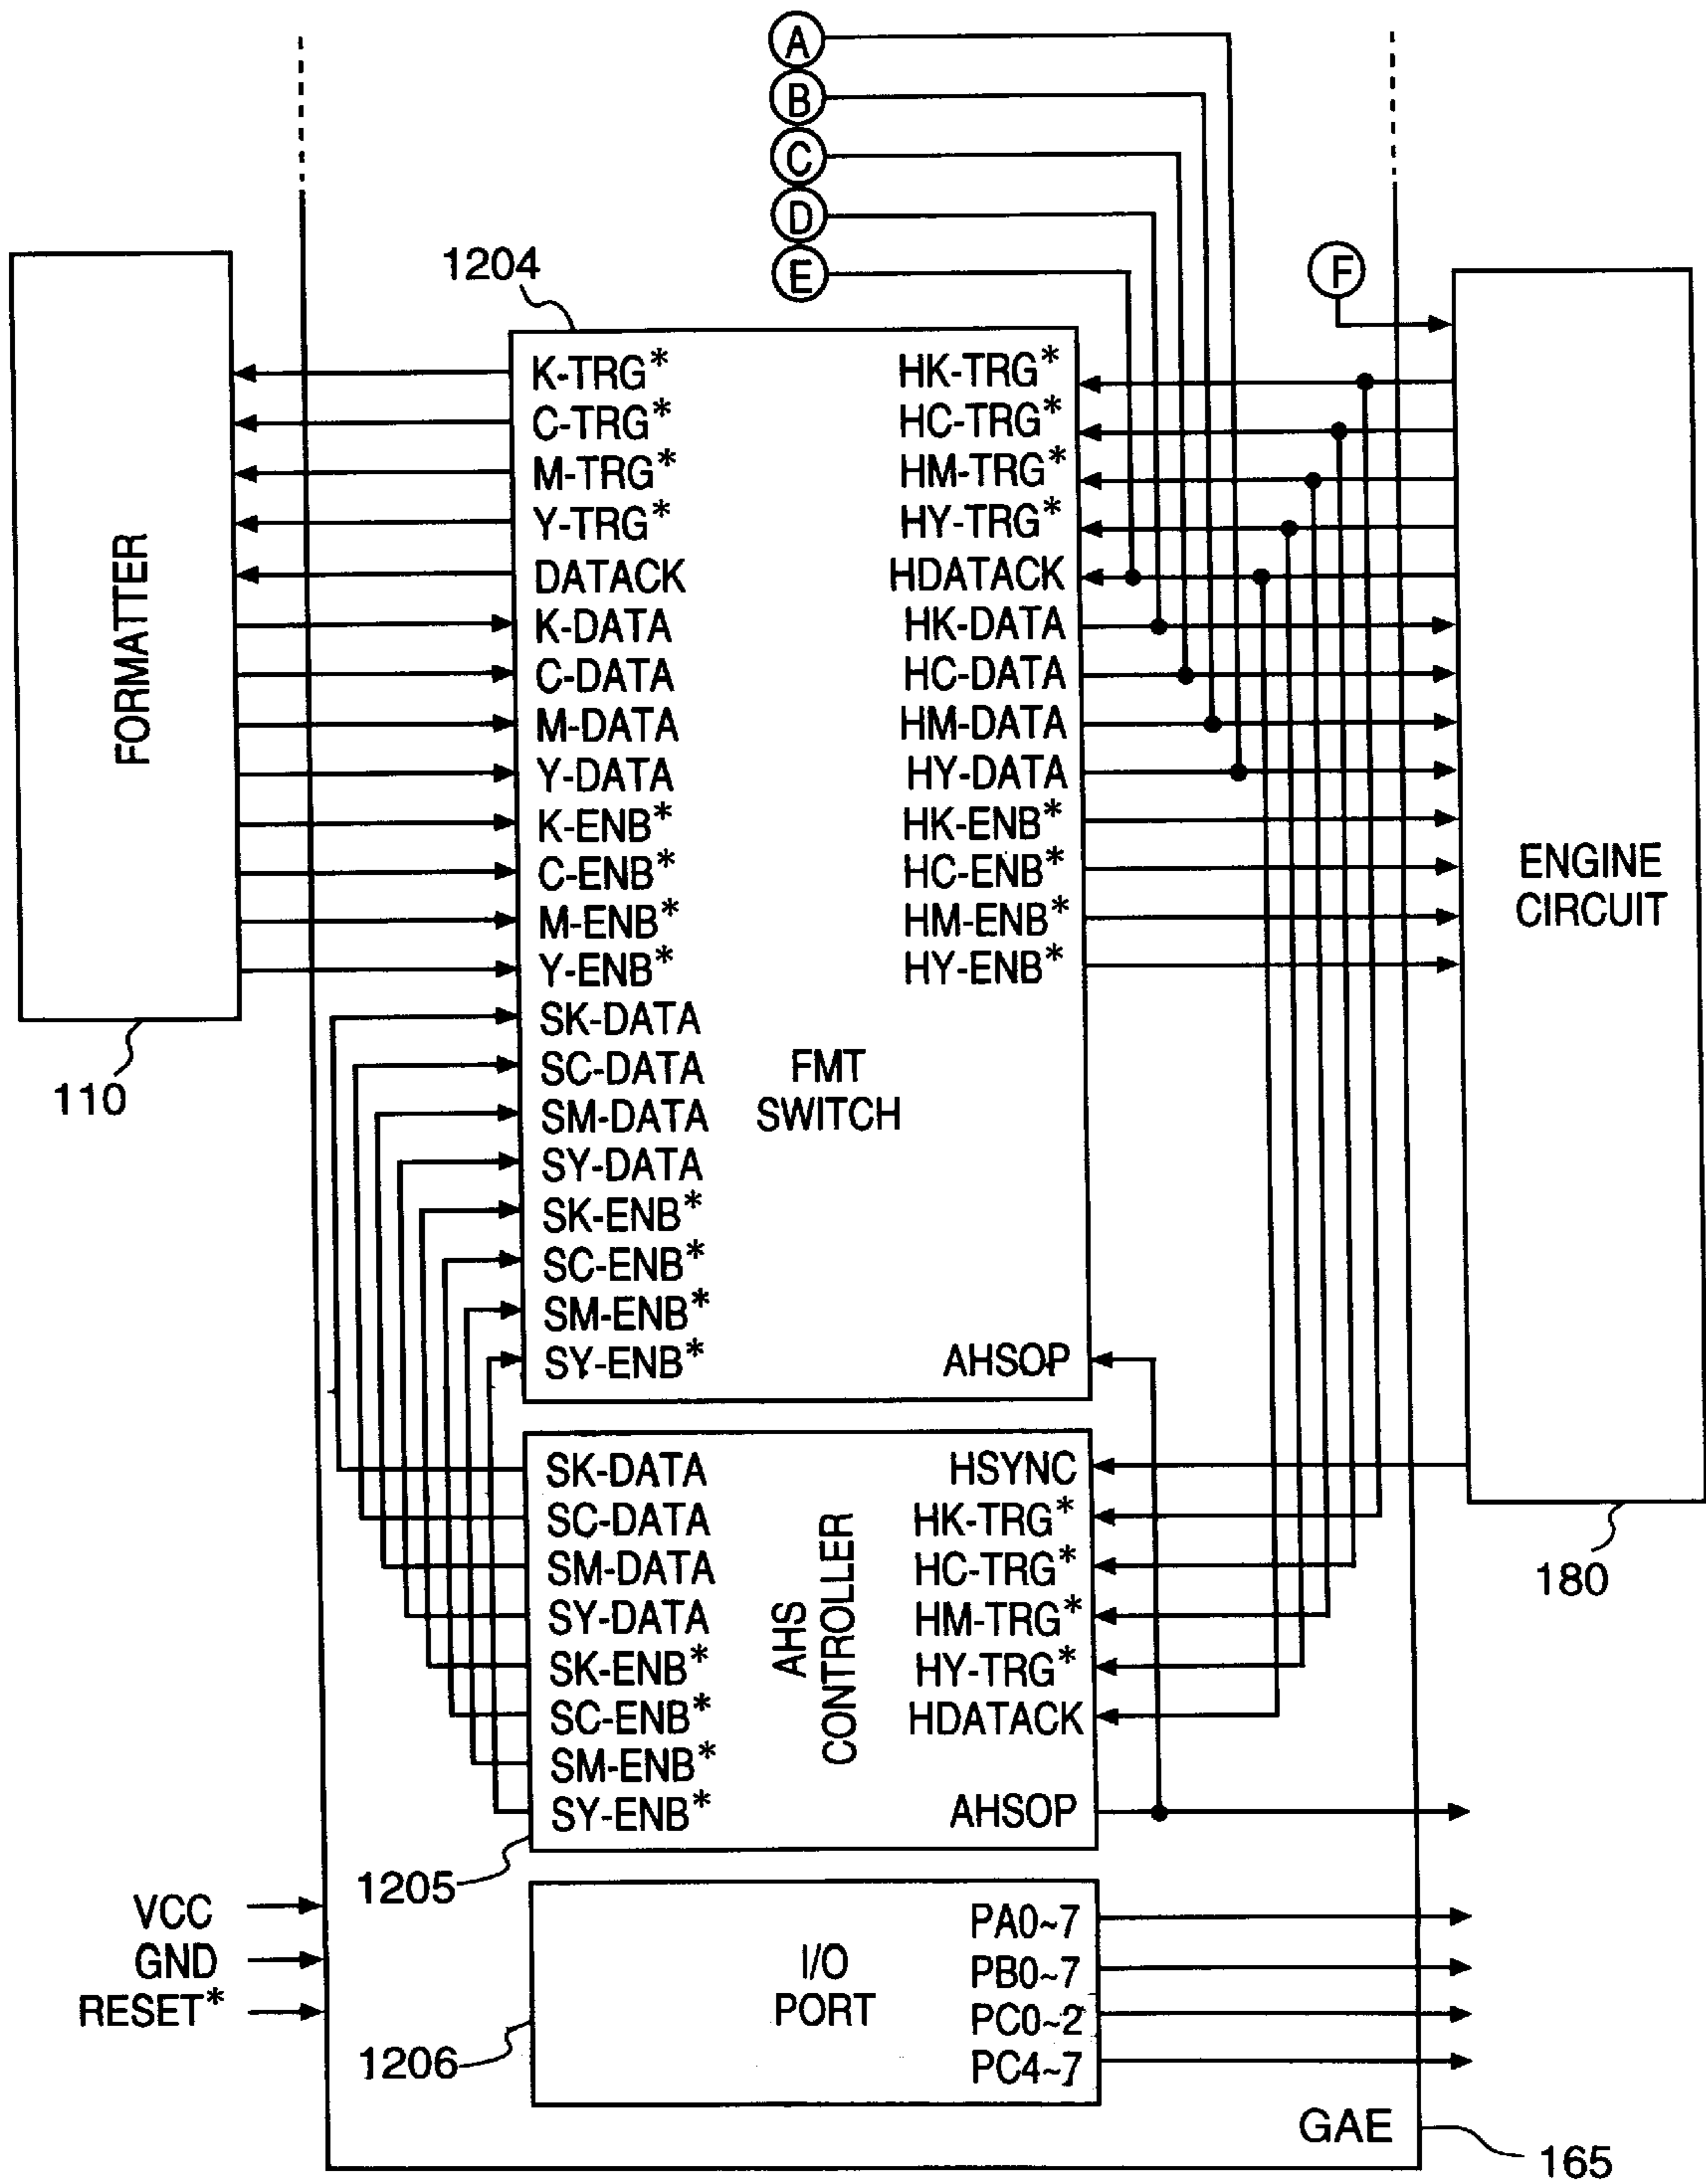 A
B
C
D
E
F
1204
K-TRG* HK-TRG*
C-TRG* HC-TRG*
M-TRG* HM-TRG*
Y-TRG* HY-TRG*
DATACK HDATACK
K-DATA HK-DATA
C-DATA HC-DATA
M-DATA HM-DATA
Y-DATA HY-DATA
K-ENB* HK-ENB*
C-ENB* HC-ENB*
M-ENB* HM-ENB*
Y-ENB* HY-ENB*
SK-DATA
SC-DATA
SM-DATA
SY-DATA
SK-ENB*
SC-ENB*
SM-ENB*
SY-ENB* AHSOP
FMT
SWITCH
FORMATTER
110
ENGINE
CIRCUIT
180
SK-DATA HSYNC
SC-DATA HK-TRG*
SM-DATA HC-TRG*
SY-DATA HM-TRG*
SK-ENB* HY-TRG*
SC-ENB* HDATACK
SM-ENB*
SY-ENB* AHSOP
AHS
CONTROLLER
1205
VCC
GND
RESET*
I/O
PORT
PA0~7
PB0~7
PC0~2
PC4~7
1206
GAE
165